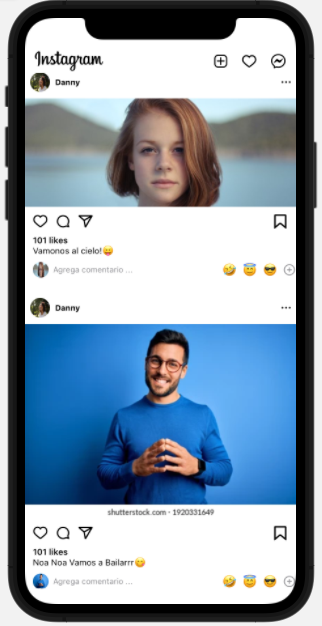 Instagram
Danny
101 likes
Vamonos al cielo!😛
Agrega comentario ...
Danny
shutterstock.com · 1920331649
101 likes
Noa Noa Vamos a Bailarrr😋
Agrega comentario ...